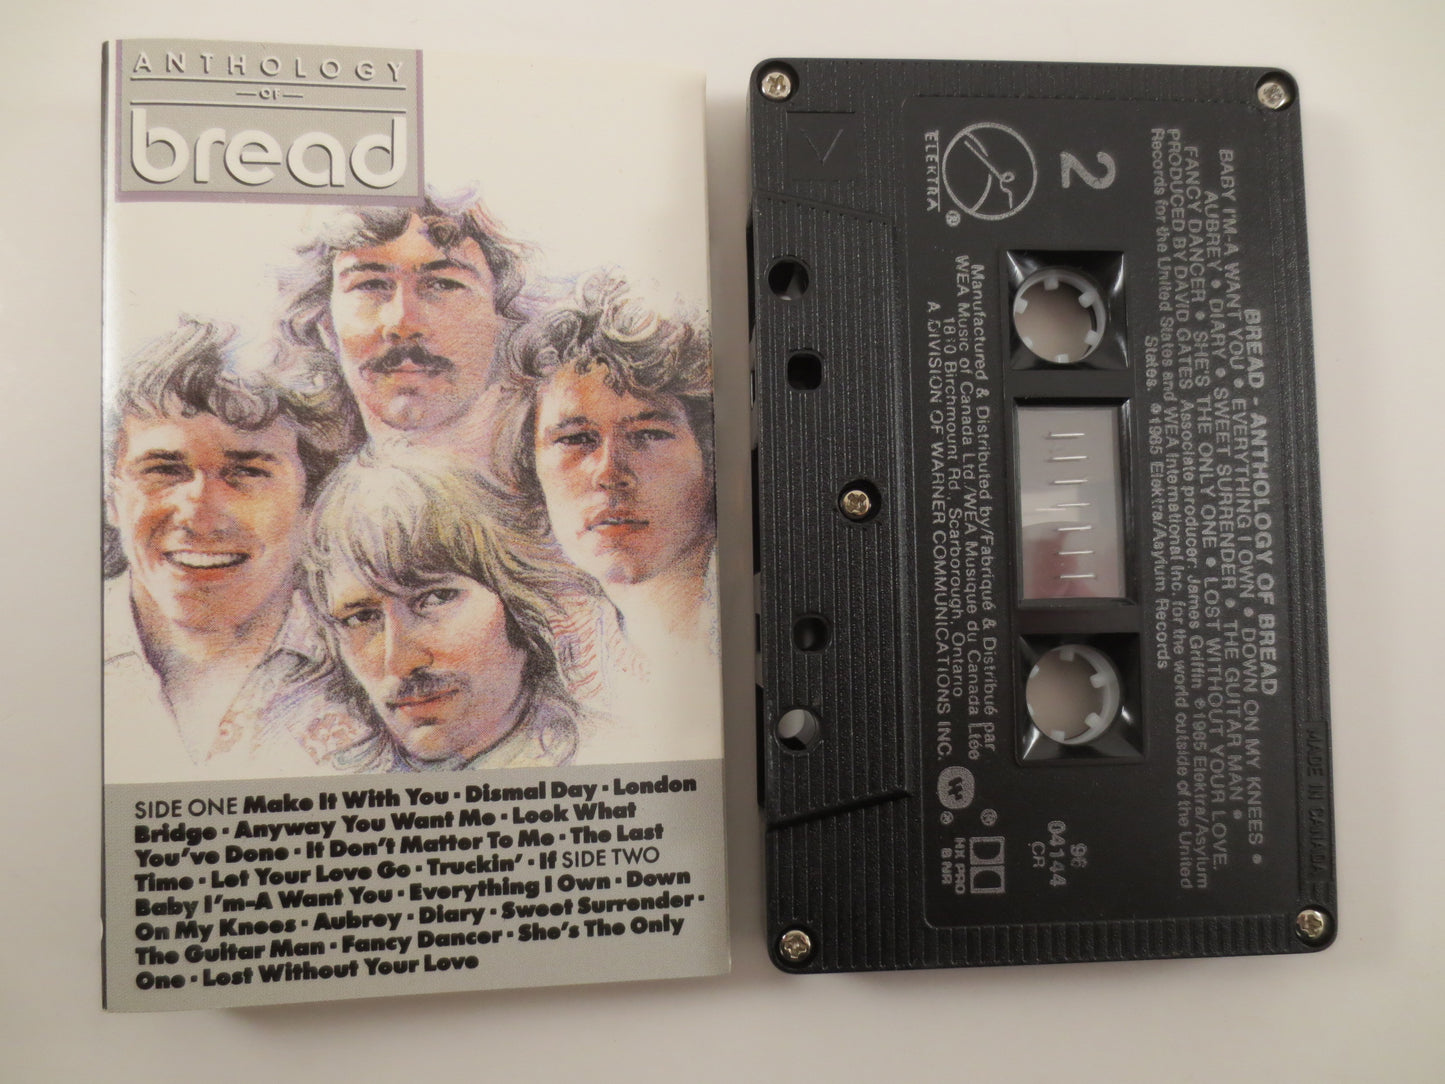 ANTHOLOGY
OF
bread
SIDE ONE Make It With You · Dismal Day · London
Bridge · Anyway You Want Me · Look What
You've Done · It Don't Matter To Me · The Last
Time · Let Your Love Go · Truckin' · If SIDE TWO
Baby I'm-A Want You · Everything I Own · Down
On My Knees · Aubrey · Diary · Sweet Surrender ·
The Guitar Man · Fancy Dancer · She's The Only
One · Lost Without Your Love
BREAD - ANTHOLOGY OF BREAD
BABY I'M-A WANT YOU • EVERYTHING I OWN • DOWN ON MY KNEES •
AUBREY • DIARY • SWEET SURRENDER • THE GUITAR MAN •
FANCY DANCER • SHE'S THE ONLY ONE • LOST WITHOUT YOUR LOVE.
PRODUCED BY DAVID GATES Associate producer: James Griffin ℗ 1985 Elektra/Asylum
Records for the United States and WEA International Inc. for the world outside of the United
States. ©1985 Elektra/Asylum Records
2
ELEKTRA ®
Manufactured & Distributed by/Fabriqué & Distribué par
WEA Music of Canada Ltd./WEA Musique du Canada Ltée
Birchmount Rd., Scarborough, Ontario
A DIVISION OF WARNER COMMUNICATIONS INC.
96
04144
CR
HX PRO
B NR
MADE IN CANADA